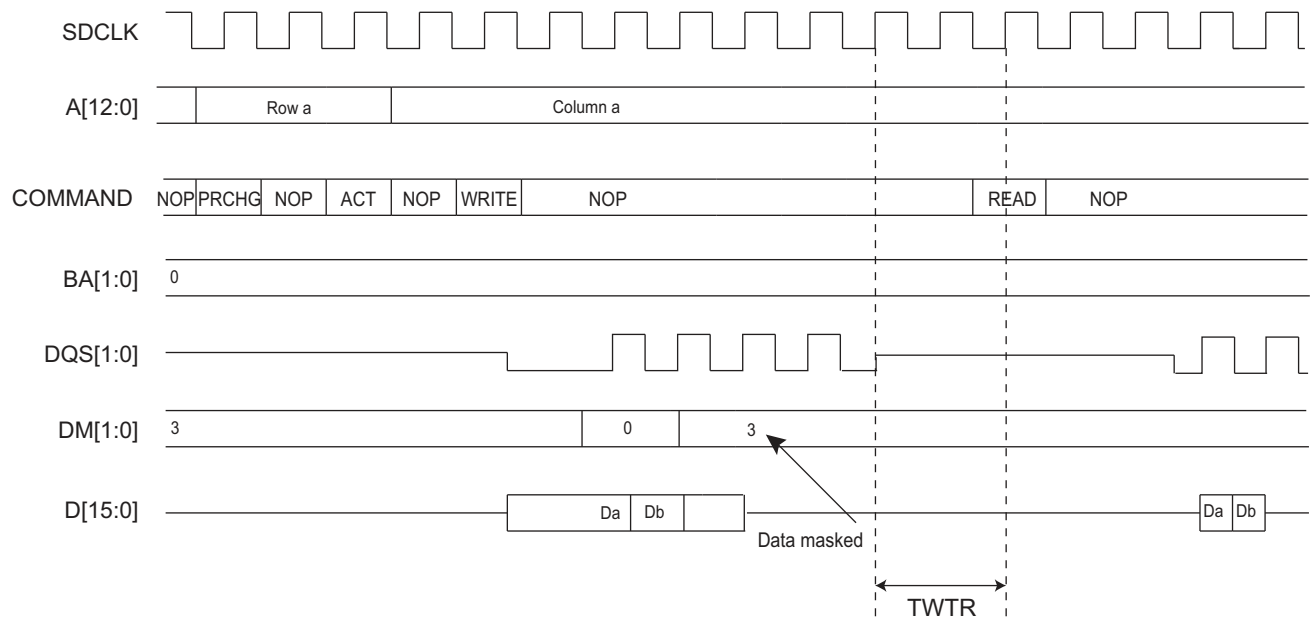 SDCLK
A[12:0] Row a Column a
COMMAND NOP PRCHG NOP ACT NOP WRITE NOP READ NOP
BA[1:0] 0
DQS[1:0]
DM[1:0] 3 0 3
D[15:0] Da Db Da Db
Data masked
TWTR